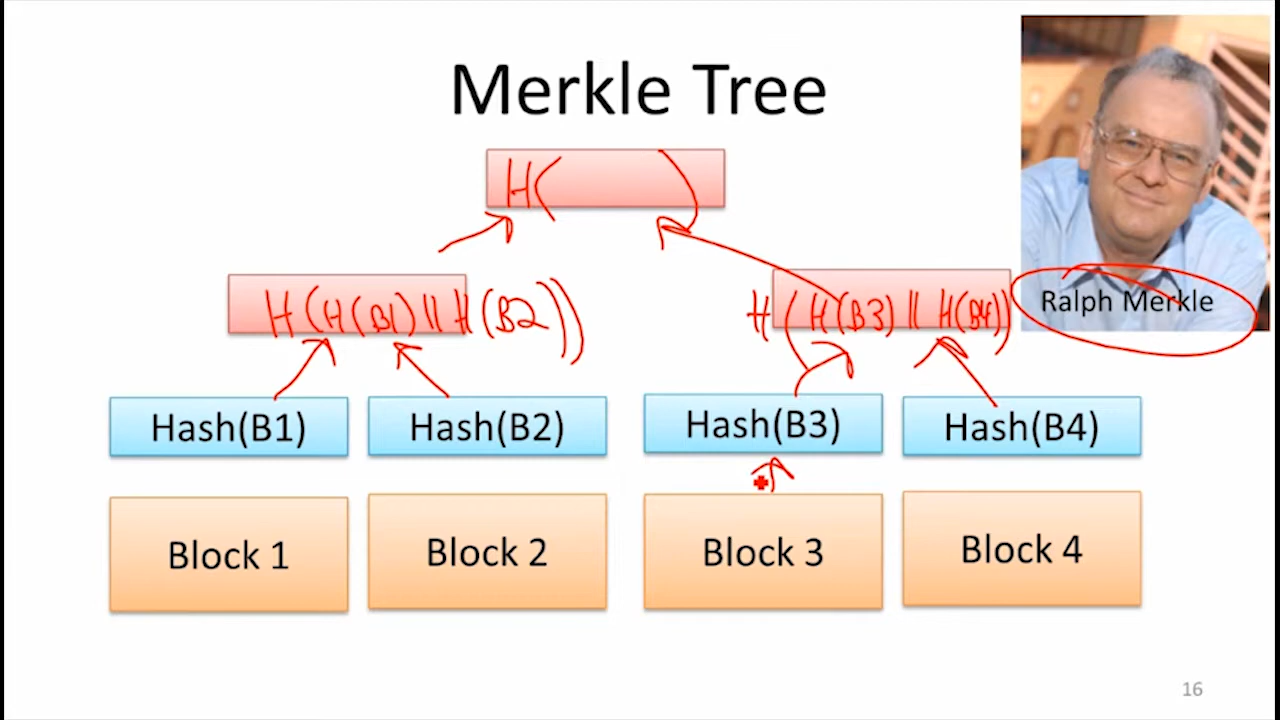 Merkle Tree
H( )
H(H(B1)||H(B2))
H(H(B3)||H(B4))
Ralph Merkle
Hash(B1) Hash(B2) Hash(B3) Hash(B4)
Block 1 Block 2 Block 3 Block 4
16